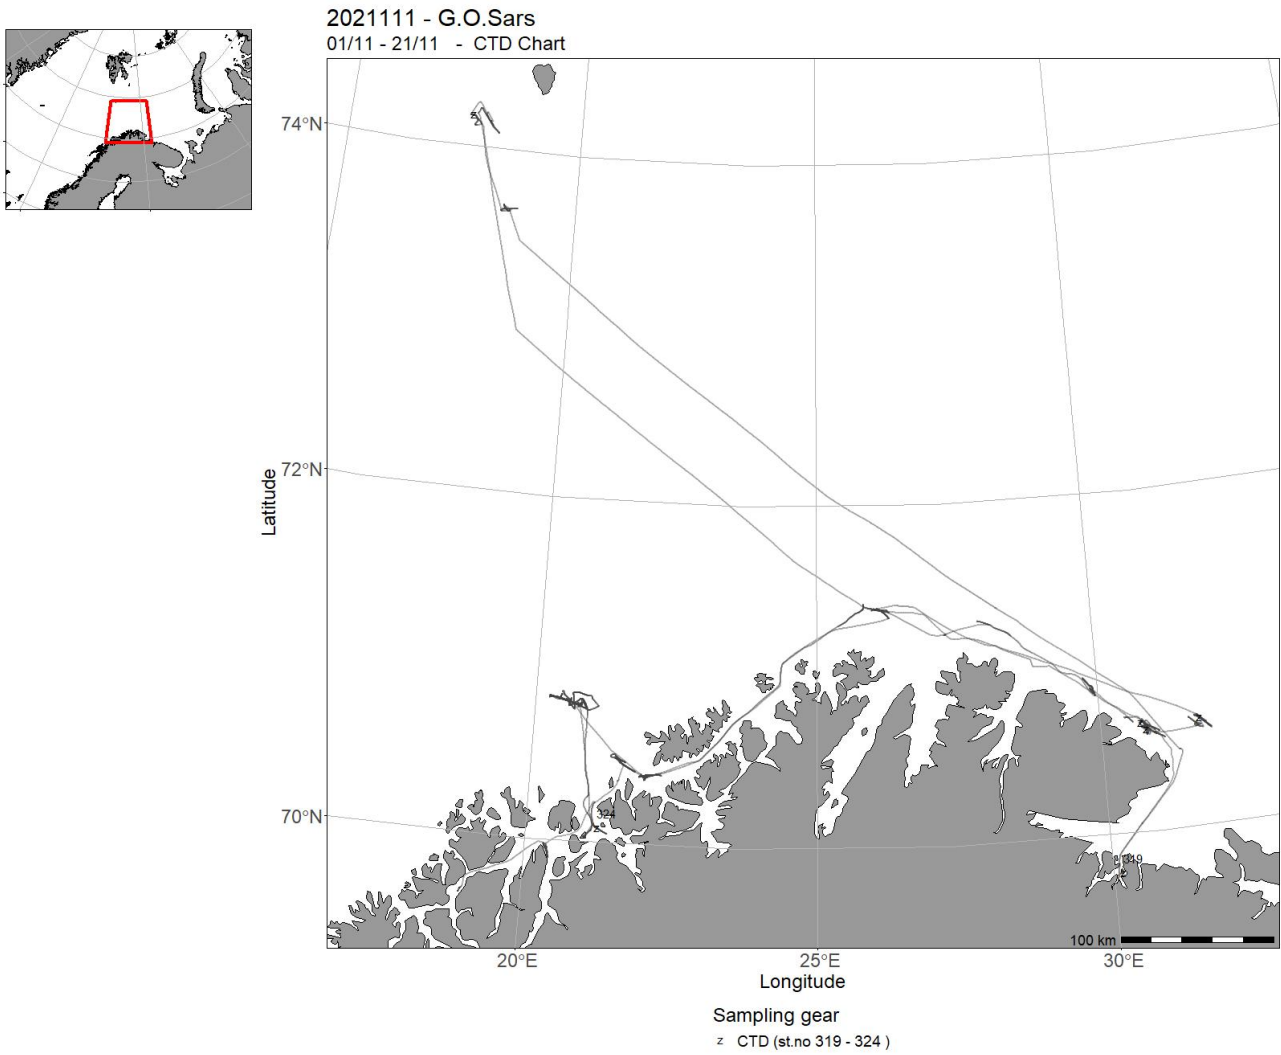 2021111 - G.O.Sars
01/11 - 21/11 - CTD Chart
74°N
72°N
70°N
Latitude
z
z
z
324
z
319
z
100 km
20°E
25°E
30°E
Longitude
Sampling gear
z CTD (st.no 319 - 324 )